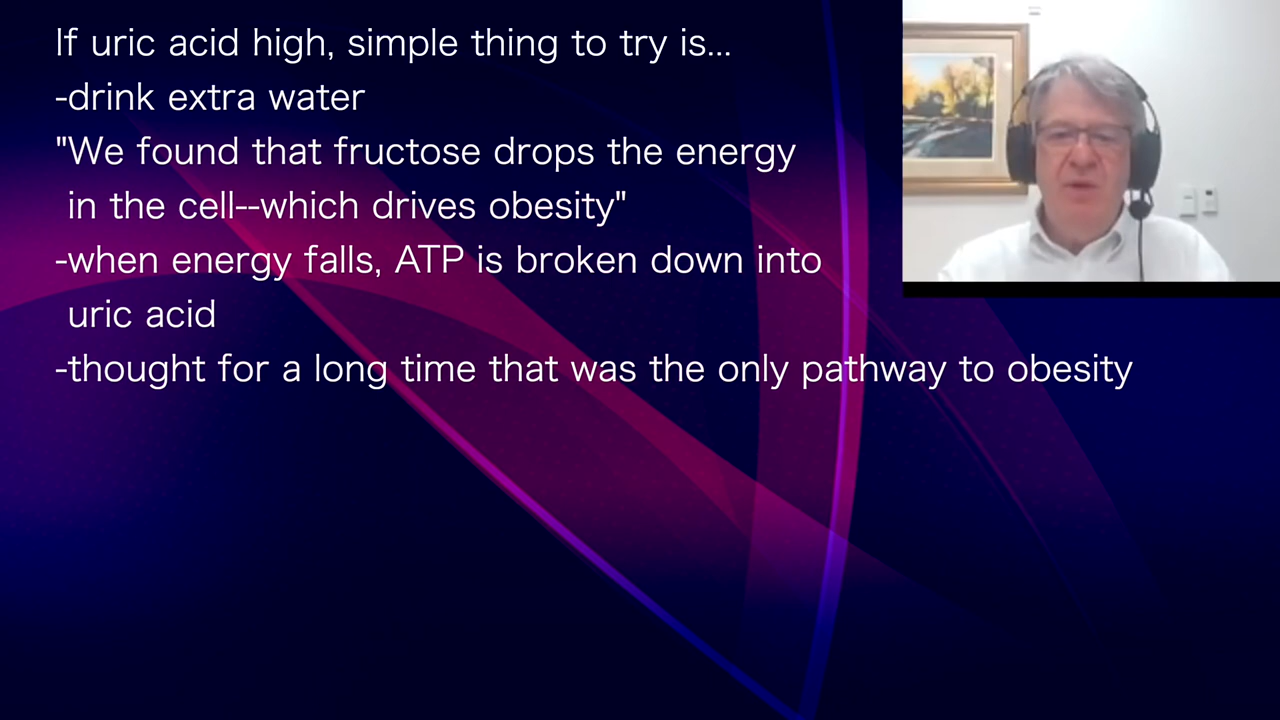 If uric acid high, simple thing to try is...
-drink extra water
"We found that fructose drops the energy
in the cell--which drives obesity"
-when energy falls, ATP is broken down into
uric acid
-thought for a long time that was the only pathway to obesity